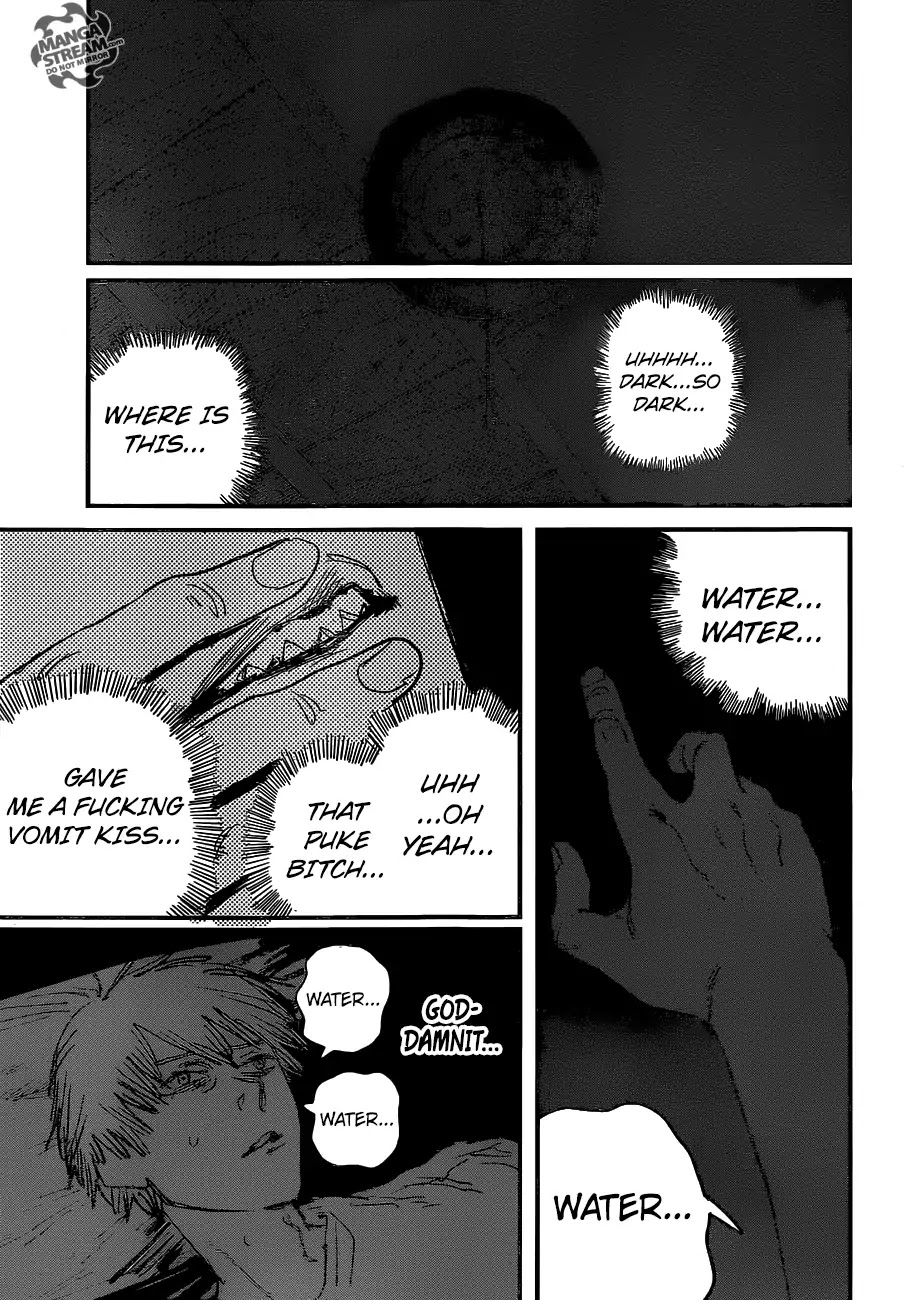 MANGA
STREAM
DO NOT MIRROR
UHHHH...
DARK...SO
DARK...
WHERE IS
THIS...
WATER...
WATER...
WATER...
UHH
...OH
YEAH...
THAT
PUKE
BITCH...
GAVE
ME A FUCKING
VOMIT KISS...
GOD-
DAMNIT...
WATER...
WATER...